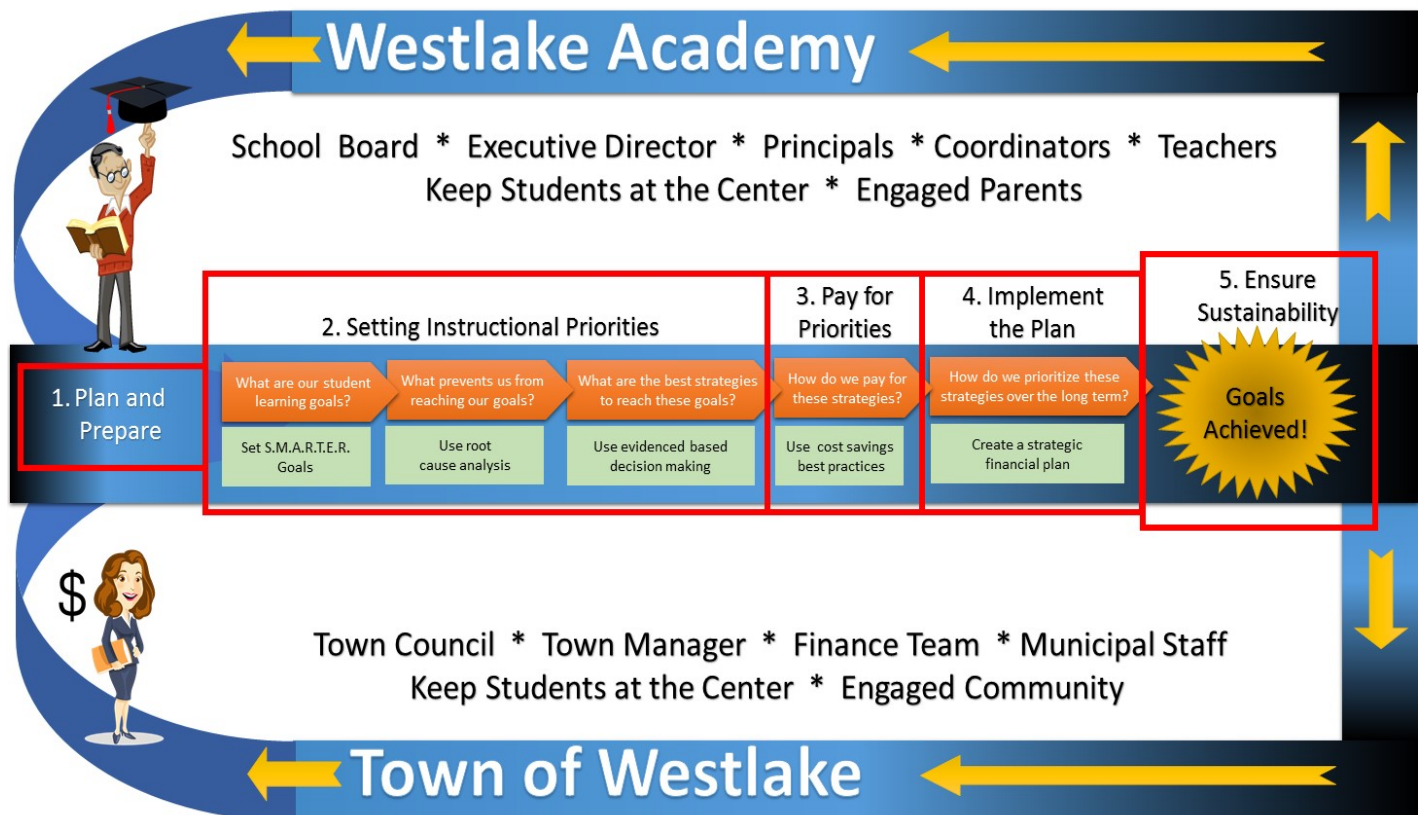 Westlake Academy
School Board * Executive Director * Principals * Coordinators * Teachers
Keep Students at the Center * Engaged Parents
1. Plan and
Prepare
2. Setting Instructional Priorities
What are our student
learning goals?
Set S.M.A.R.T.E.R.
Goals
What prevents us from
reaching our goals?
Use root
cause analysis
What are the best strategies
to reach these goals?
Use evidenced based
decision making
3. Pay for
Priorities
How do we pay for
these strategies?
Use cost savings
best practices
4. Implement
the Plan
How do we prioritize these
strategies over the long term?
Create a strategic
financial plan
5. Ensure
Sustainability
Goals
Achieved!
$
Town Council * Town Manager * Finance Team * Municipal Staff
Keep Students at the Center * Engaged Community
Town of Westlake